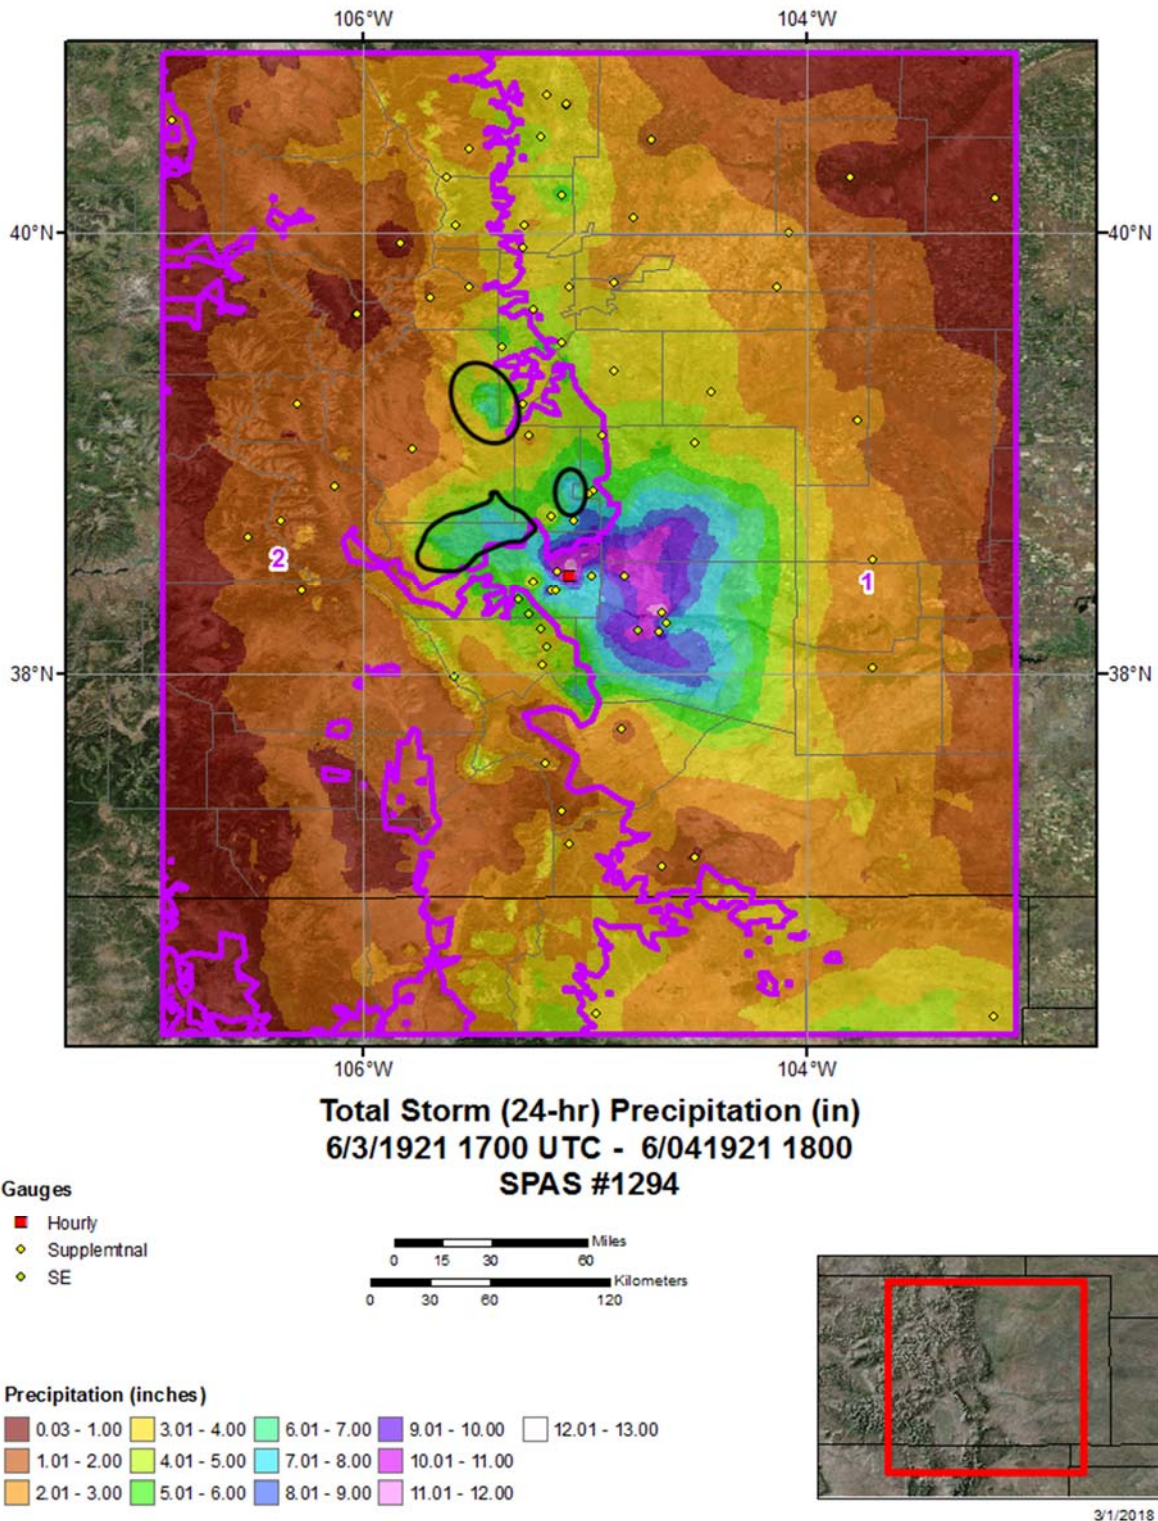 106°W 104°W
40°N 40°N
2
1
38°N 38°N
106°W 104°W
Total Storm (24-hr) Precipitation (in)
6/3/1921 1700 UTC - 6/041921 1800
SPAS #1294
Gauges
Hourly
Supplemtnal
SE
Miles
0 15 30 60
Kilometers
0 30 60 120
Precipitation (inches)
0.03 - 1.00 3.01 - 4.00 6.01 - 7.00 9.01 - 10.00 12.01 - 13.00
1.01 - 2.00 4.01 - 5.00 7.01 - 8.00 10.01 - 11.00
2.01 - 3.00 5.01 - 6.00 8.01 - 9.00 11.01 - 12.00
3/1/2018